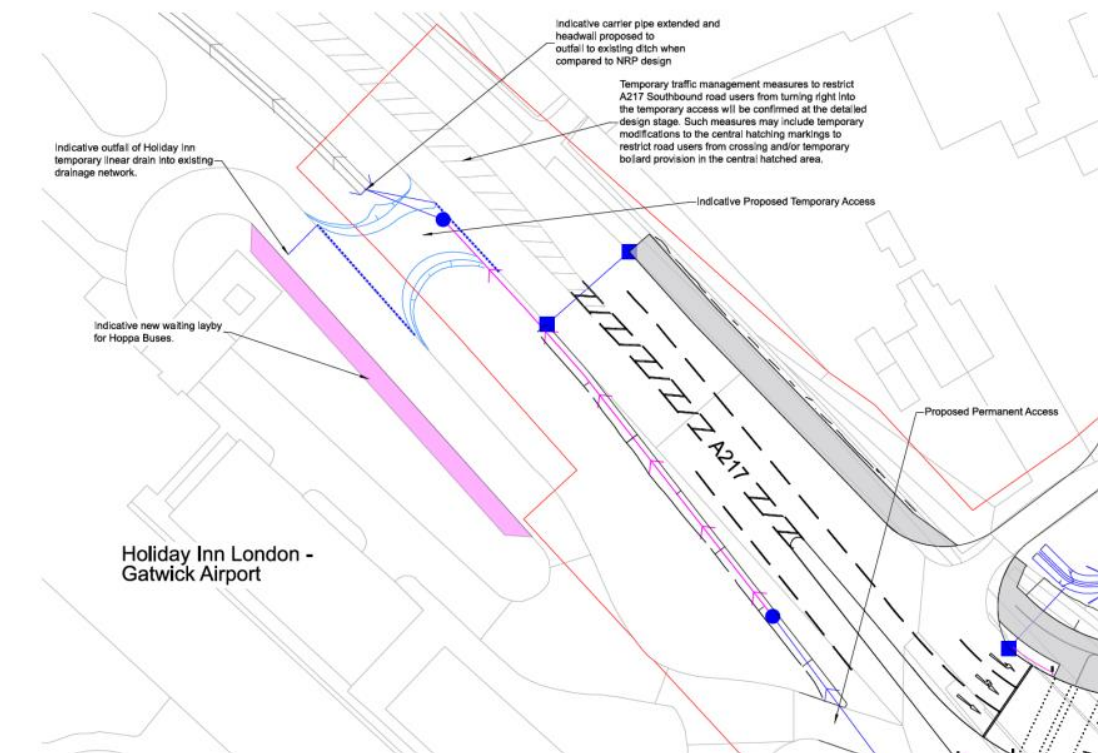 Indicative carrier pipe extended and
headwall proposed to
outfall to existing ditch when
compared to NRP design
Temporary traffic management measures to restrict
A217 Southbound road users from turning right into
the temporary access will be confirmed at the detailed
design stage. Such measures may include temporary
modifications to the central hatching markings to
restrict road users from crossing and/or temporary
bollard provision in the central hatched area.
Indicative outfall of Holiday Inn
temporary linear drain into existing
drainage network.
Indicative Proposed Temporary Access
Indicative new waiting layby
for Hoppa Buses.
Proposed Permanent Access
A217
Holiday Inn London -
Gatwick Airport